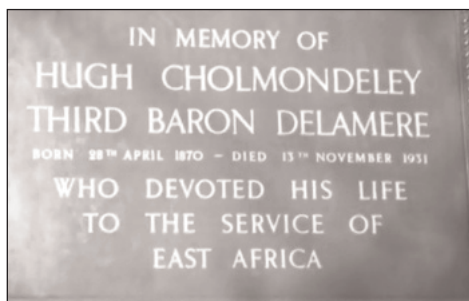 IN MEMORY OF
HUGH CHOLMONDELEY
THIRD BARON DELAMERE
BORN 28TH APRIL 1870 – DIED 13TH NOVEMBER 1931
WHO DEVOTED HIS LIFE
TO THE SERVICE OF
EAST AFRICA